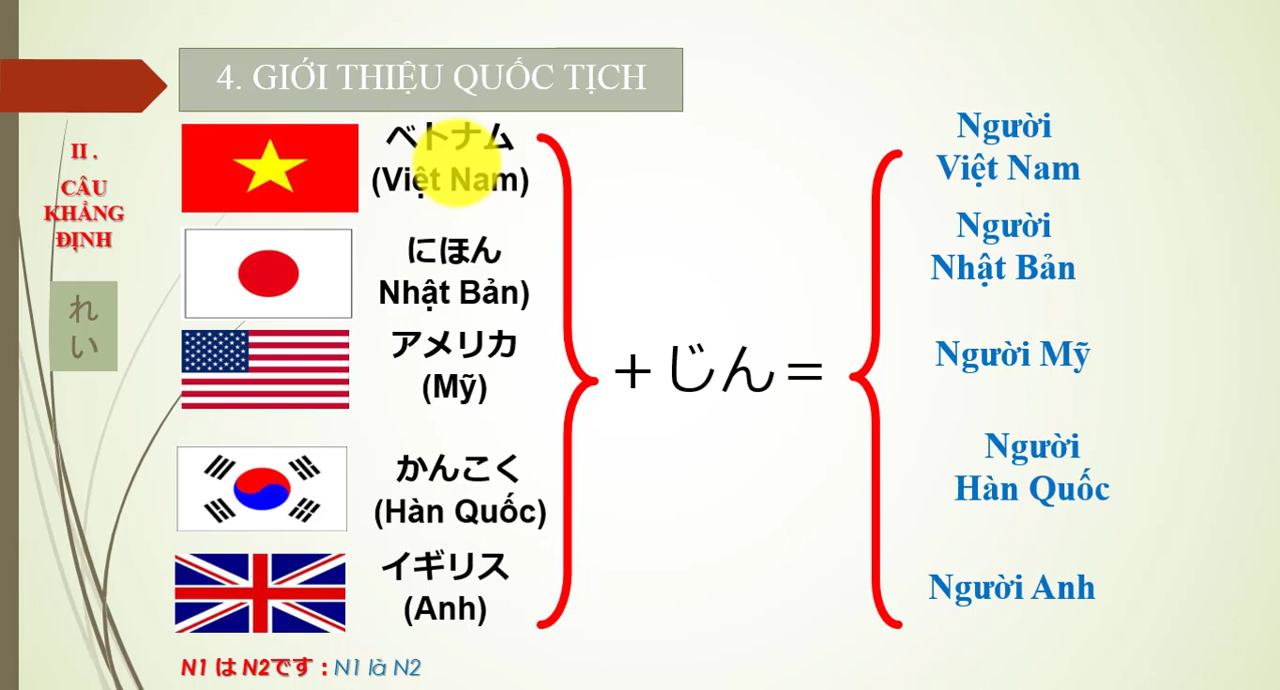 4. GIỚI THIỆU QUỐC TỊCH
II .
CÂU
KHẲNG
ĐỊNH
れ
い
ベトナム
(Việt Nam)
にほん
Nhật Bản)
アメリカ
(Mỹ)
かんこく
(Hàn Quốc)
イギリス
(Anh)
＋じん＝
Người
Việt Nam
Người
Nhật Bản
Người Mỹ
Người
Hàn Quốc
Người Anh
N1 は N2です : N1 là N2